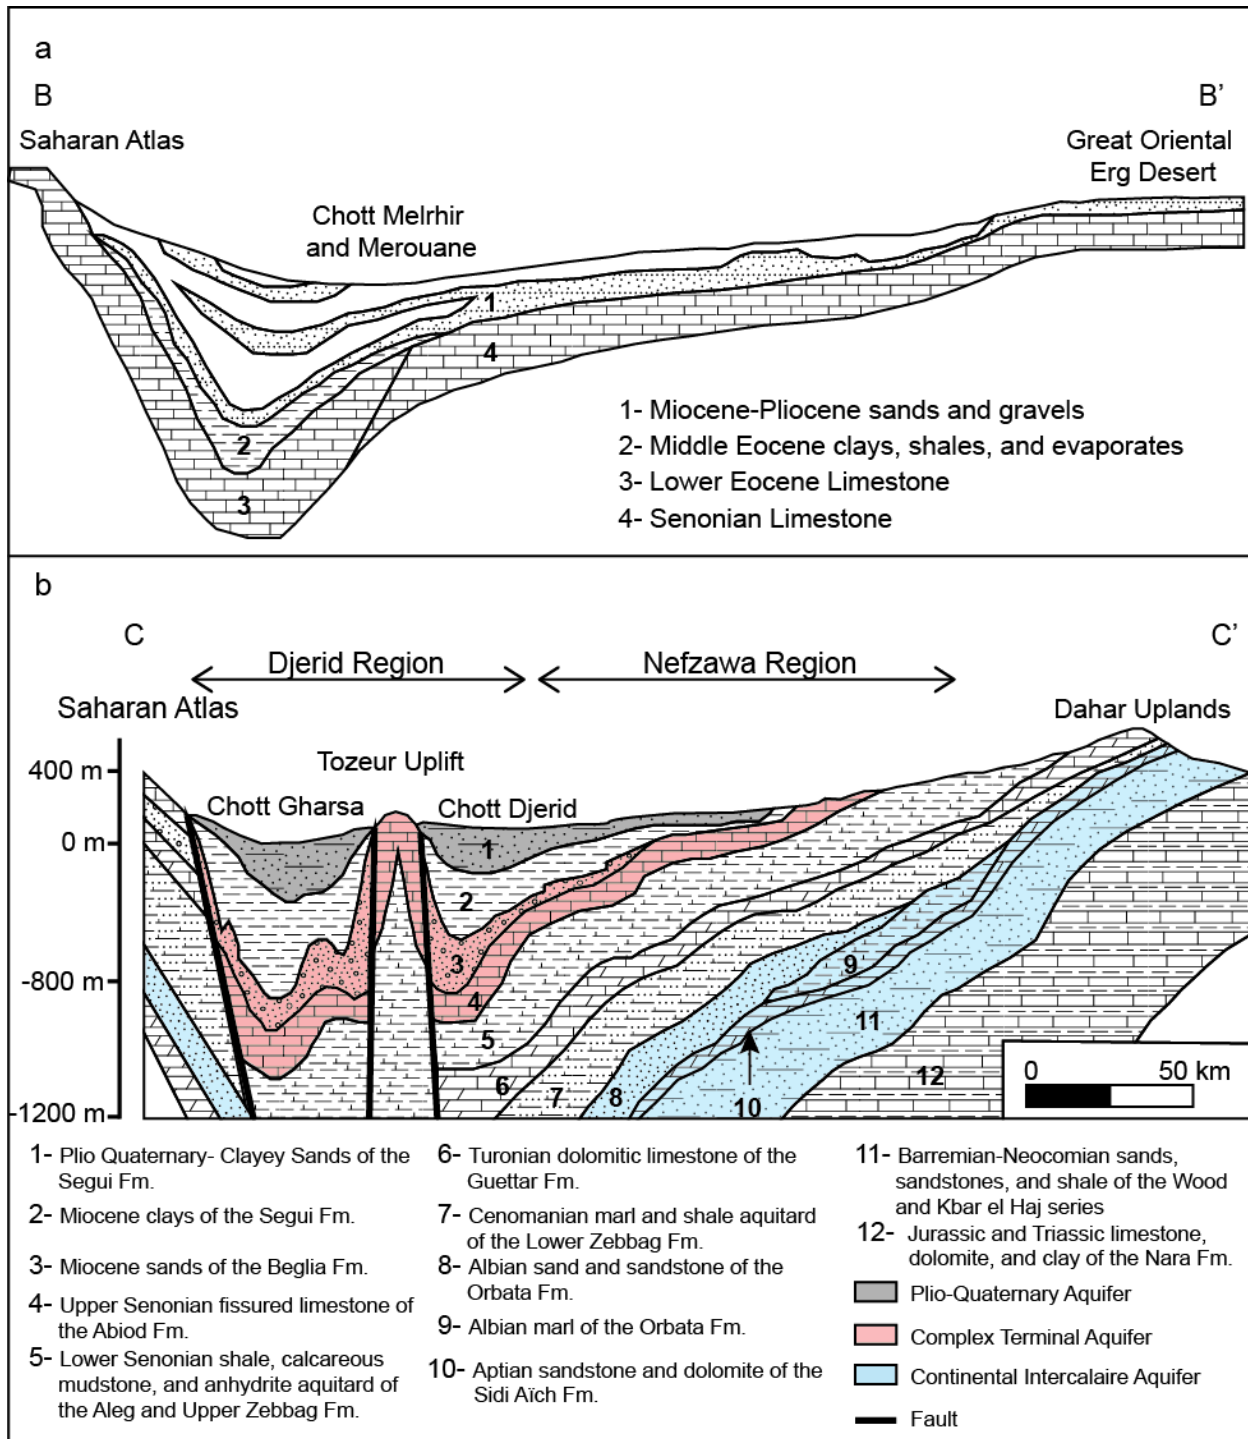 a
B
B'
Saharan Atlas
Great Oriental
Erg Desert
Chott Melrhir
and Merouane
1
4
2
3
1- Miocene-Pliocene sands and gravels
2- Middle Eocene clays, shales, and evaporates
3- Lower Eocene Limestone
4- Senonian Limestone
b
C
C'
Djerid Region
Nefzawa Region
Saharan Atlas
Dahar Uplands
Tozeur Uplift
400 m
Chott Gharsa
Chott Djerid
0 m
1
2
3
9
-800 m
4
11
5
6
12
0
50 km
7
8
10
-1200 m
1- Plio Quaternary- Clayey Sands of the
Segui Fm.
2- Miocene clays of the Segui Fm.
3- Miocene sands of the Beglia Fm.
4- Upper Senonian fissured limestone of
the Abiod Fm.
5- Lower Senonian shale, calcareous
mudstone, and anhydrite aquitard of
the Aleg and Upper Zebbag Fm.
6- Turonian dolomitic limestone of the
Guettar Fm.
7- Cenomanian marl and shale aquitard
of the Lower Zebbag Fm.
8- Albian sand and sandstone of the
Orbata Fm.
9- Albian marl of the Orbata Fm.
10- Aptian sandstone and dolomite of the
Sidi Aïch Fm.
11- Barremian-Neocomian sands,
sandstones, and shale of the Wood
and Kbar el Haj series
12- Jurassic and Triassic limestone,
dolomite, and clay of the Nara Fm.
Plio-Quaternary Aquifer
Complex Terminal Aquifer
Continental Intercalaire Aquifer
Fault